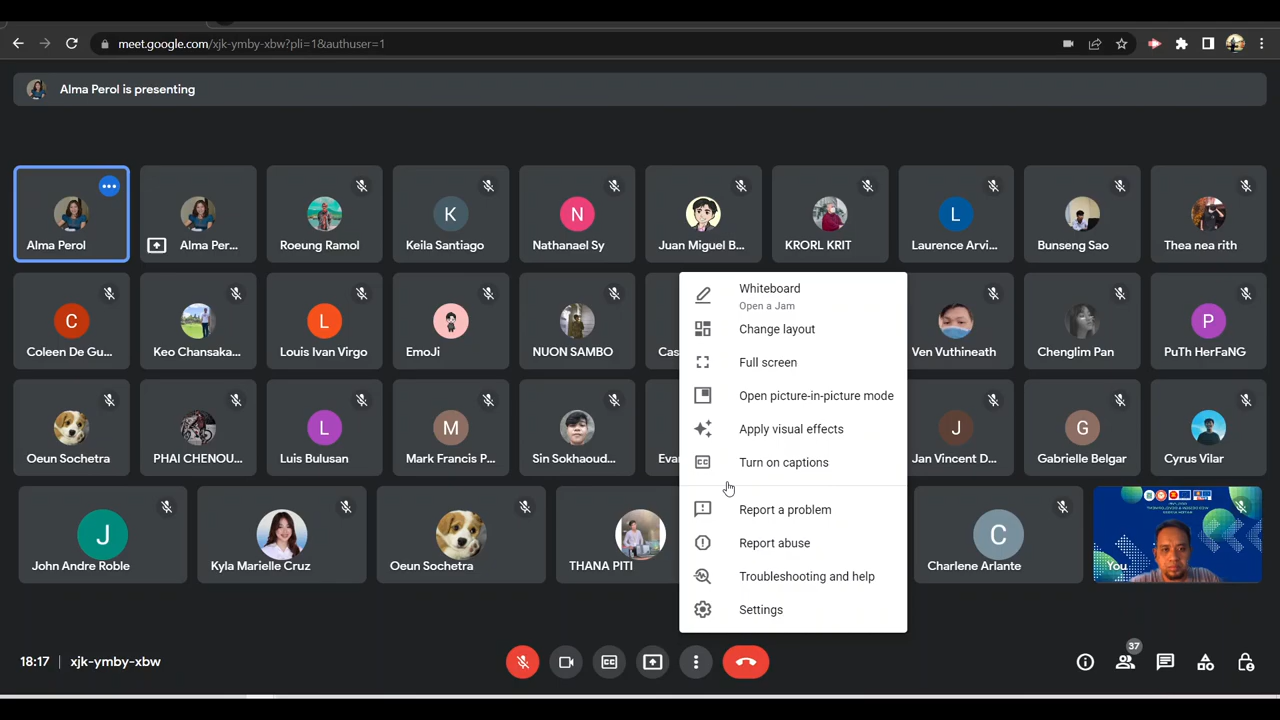 meet.google.com/xjk-ymby-xbw?pli=1&authuser=1
Alma Perol is presenting
Alma Perol
Alma Per...
Roeung Ramol
K
Keila Santiago
N
Nathanael Sy
Juan Miguel B...
KRORL KRIT
L
Laurence Arvi...
Bunseng Sao
Thea nea rith
C
Coleen De Gu...
Keo Chansaka...
L
Louis Ivan Virgo
EmoJi
NUON SAMBO
Cas
Ven Vuthineath
Chenglim Pan
P
PuTh HerFaNG
Oeun Sochetra
PHAI CHENOU...
L
Luis Bulusan
M
Mark Francis P...
Sin Sokhaoud...
Evar
J
Jan Vincent D...
G
Gabrielle Belgar
Cyrus Vilar
J
John Andre Roble
Kyla Marielle Cruz
Oeun Sochetra
THANA PITI
C
Charlene Arlante
You
Whiteboard
Open a Jam
Change layout
Full screen
Open picture-in-picture mode
Apply visual effects
CC
Turn on captions
Report a problem
Report abuse
Troubleshooting and help
Settings
18:17 | xjk-ymby-xbw
CC
37